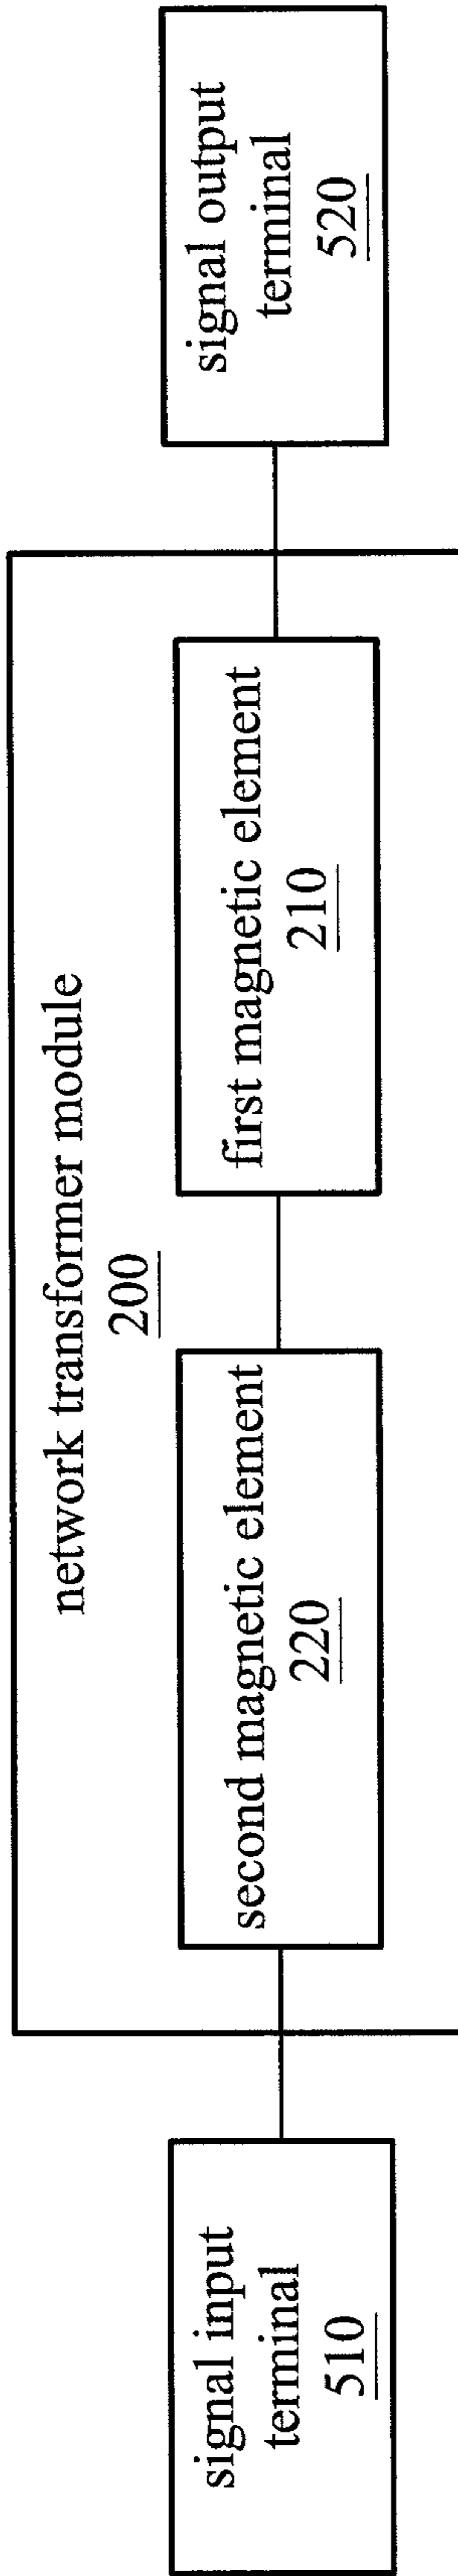 network transformer module
200
signal input
terminal
510
second magnetic element
220
first magnetic element
210
signal output
terminal
520